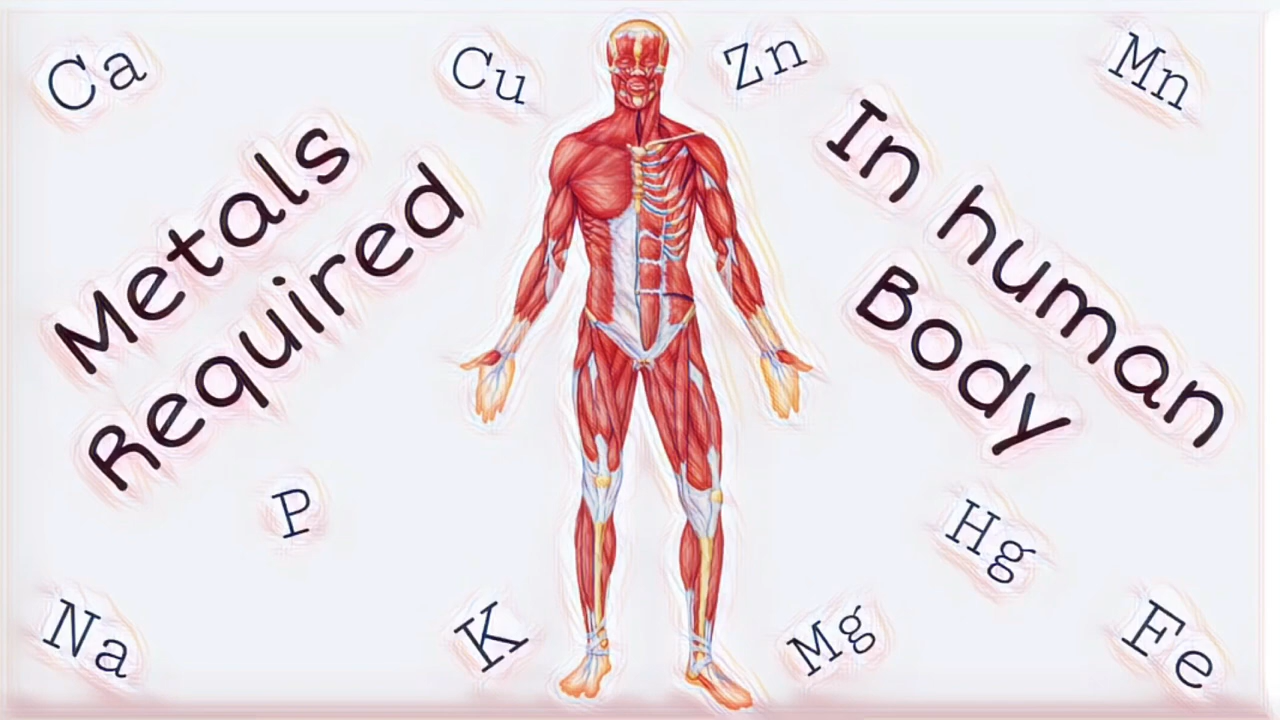 Ca
Cu
Zn
Mn
Metals
Required
In human
Body
P
Hg
Na
K
Mg
Fe